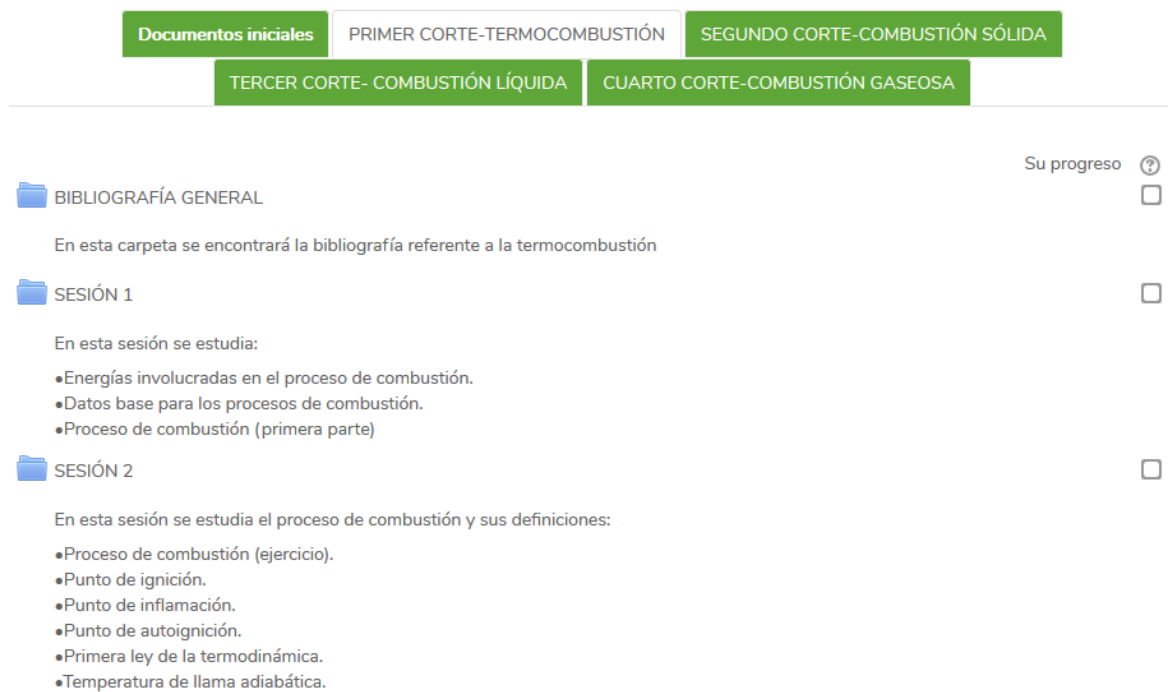 Documentos iniciales
PRIMER CORTE-TERMOCOMBUSTIÓN
SEGUNDO CORTE-COMBUSTIÓN SÓLIDA
TERCER CORTE- COMBUSTIÓN LÍQUIDA
CUARTO CORTE-COMBUSTIÓN GASEOSA
Su progreso ?
BIBLIOGRAFÍA GENERAL
En esta carpeta se encontrará la bibliografía referente a la termocombustión
SESIÓN 1
En esta sesión se estudia:
•Energías involucradas en el proceso de combustión.
•Datos base para los procesos de combustión.
•Proceso de combustión (primera parte)
SESIÓN 2
En esta sesión se estudia el proceso de combustión y sus definiciones:
•Proceso de combustión (ejercicio).
•Punto de ignición.
•Punto de inflamación.
•Punto de autoignición.
•Primera ley de la termodinámica.
•Temperatura de llama adiabática.